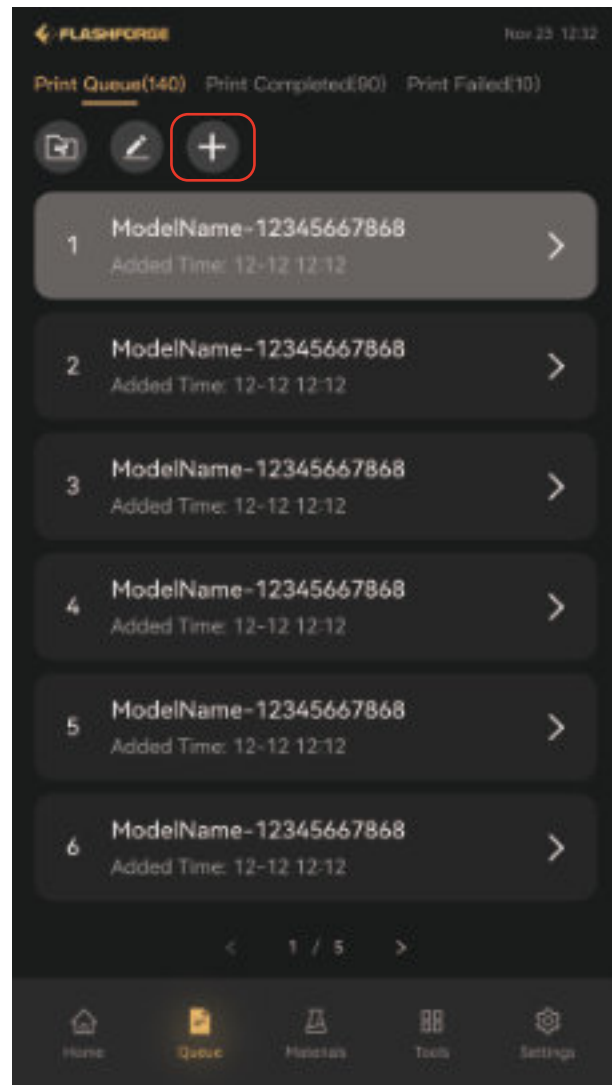 FLASHFORGE Nov 23 12:32
Print Queue(140) Print Completed(90) Print Failed(10)
1 ModelName-12345667868
Added Time: 12-12 12:12
2 ModelName-12345667868
Added Time: 12-12 12:12
3 ModelName-12345667868
Added Time: 12-12 12:12
4 ModelName-12345667868
Added Time: 12-12 12:12
5 ModelName-12345667868
Added Time: 12-12 12:12
6 ModelName-12345667868
Added Time: 12-12 12:12
< 1 / 5 >
Home Queue Materials Tools Settings